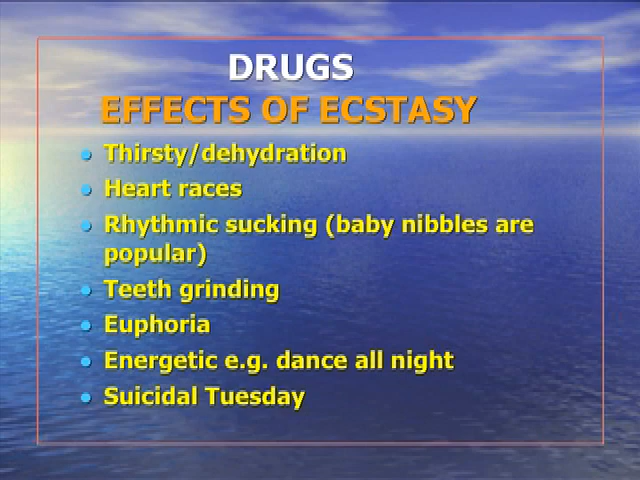 DRUGS
EFFECTS OF ECSTASY
• Thirsty/dehydration
• Heart races
• Rhythmic sucking (baby nibbles are
popular)
• Teeth grinding
• Euphoria
• Energetic e.g. dance all night
• Suicidal Tuesday